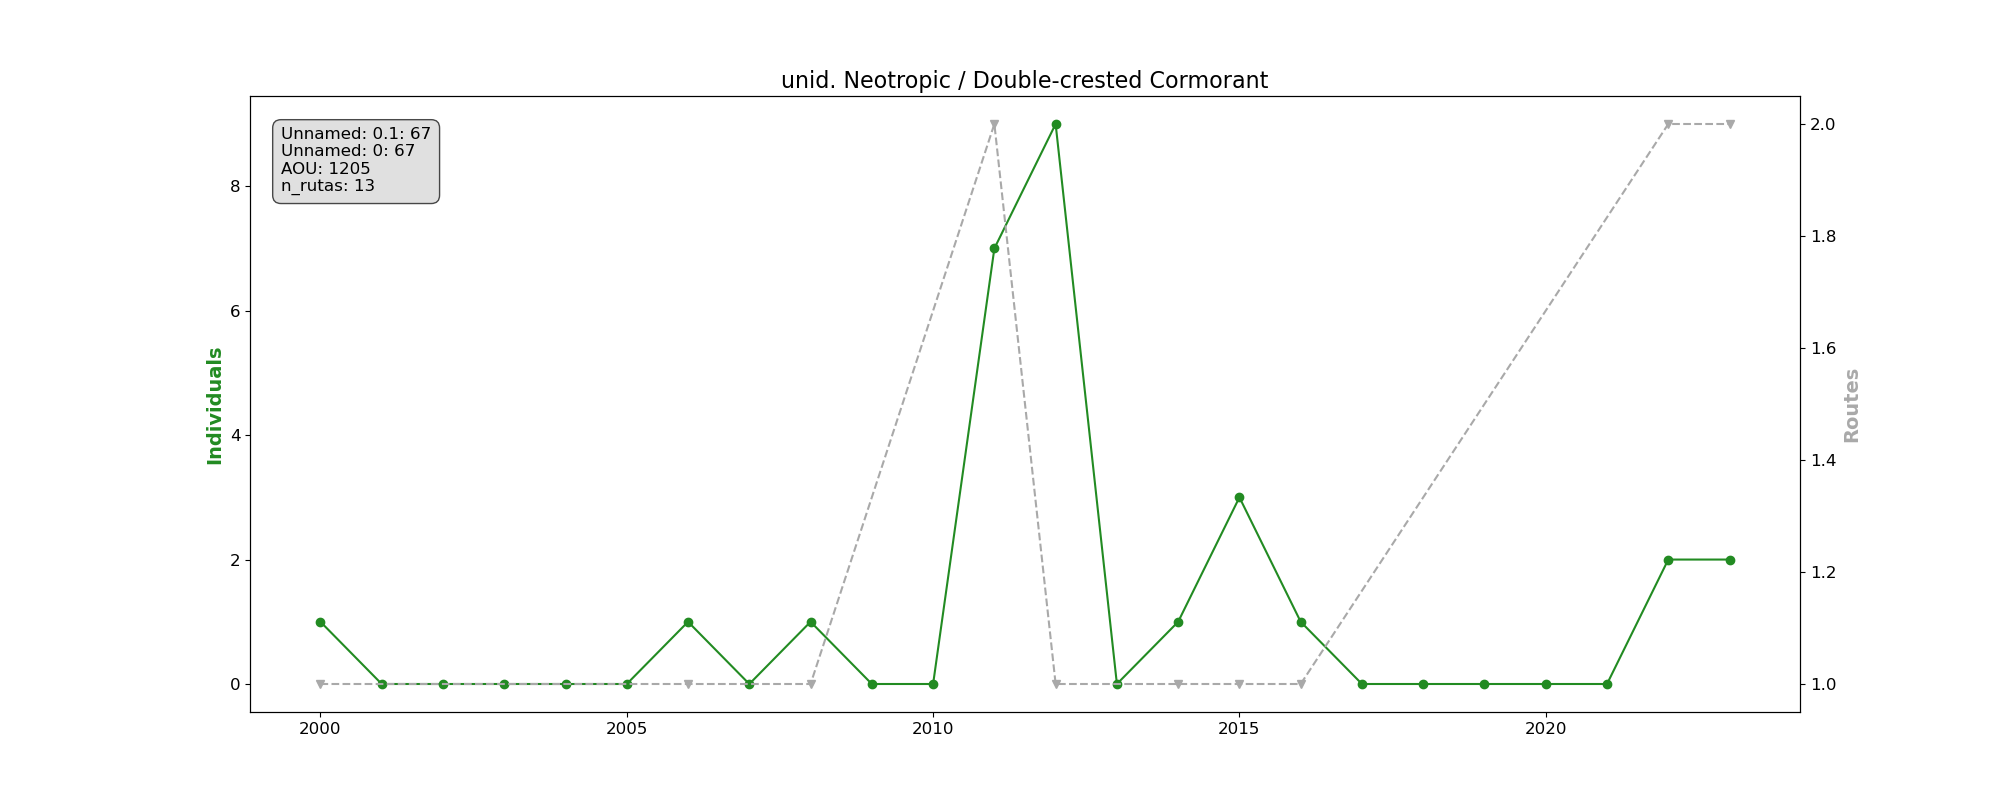 unid. Neotropic / Double-crested Cormorant
Unnamed: 0.1: 67
Unnamed: 0: 67
AOU: 1205
n_rutas: 13
8
6
4
2
0
Individuals
2.0
1.8
1.6
1.4
1.2
1.0
Routes
2000 2005 2010 2015 2020